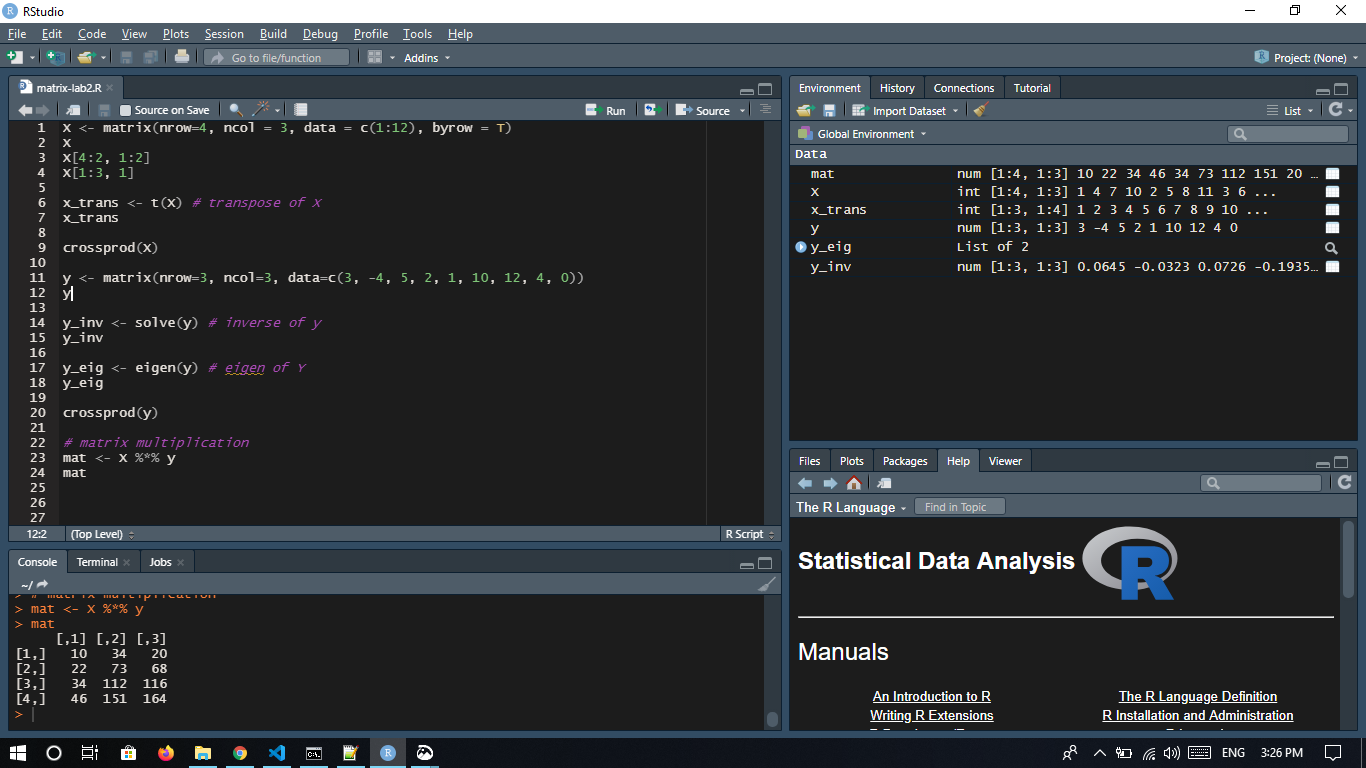 RStudio
File Edit Code View Plots Session Build Debug Profile Tools Help
Go to file/function Addins Project: (None)
matrix-lab2.R
Source on Save Run Source
1 X <- matrix(nrow=4, ncol = 3, data = c(1:12), byrow = T)
2 X
3 X[4:2, 1:2]
4 X[1:3, 1]
5
6 x_trans <- t(X) # transpose of X
7 x_trans
8
9 crossprod(X)
10
11 y <- matrix(nrow=3, ncol=3, data=c(3, -4, 5, 2, 1, 10, 12, 4, 0))
12 y
13
14 y_inv <- solve(y) # inverse of y
15 y_inv
16
17 y_eig <- eigen(y) # eigen of Y
18 y_eig
19
20 crossprod(y)
21
22 # matrix multiplication
23 mat <- X %*% y
24 mat
25
26
27
12:2 (Top Level) R Script
Console Terminal Jobs
~/
> # matrix multiplication
> mat <- X %*% y
> mat
[,1] [,2] [,3]
[1,] 10 34 20
[2,] 22 73 68
[3,] 34 112 116
[4,] 46 151 164
>
Environment History Connections Tutorial
Import Dataset List
Global Environment
Data
mat num [1:4, 1:3] 10 22 34 46 34 73 112 151 20 …
X int [1:4, 1:3] 1 4 7 10 2 5 8 11 3 6 ...
x_trans int [1:3, 1:4] 1 2 3 4 5 6 7 8 9 10 ...
y num [1:3, 1:3] 3 -4 5 2 1 10 12 4 0
y_eig List of 2
y_inv num [1:3, 1:3] 0.0645 -0.0323 0.0726 -0.1935…
Files Plots Packages Help Viewer
The R Language Find in Topic
Statistical Data Analysis R
Manuals
An Introduction to R The R Language Definition
Writing R Extensions R Installation and Administration
ENG 3:26 PM